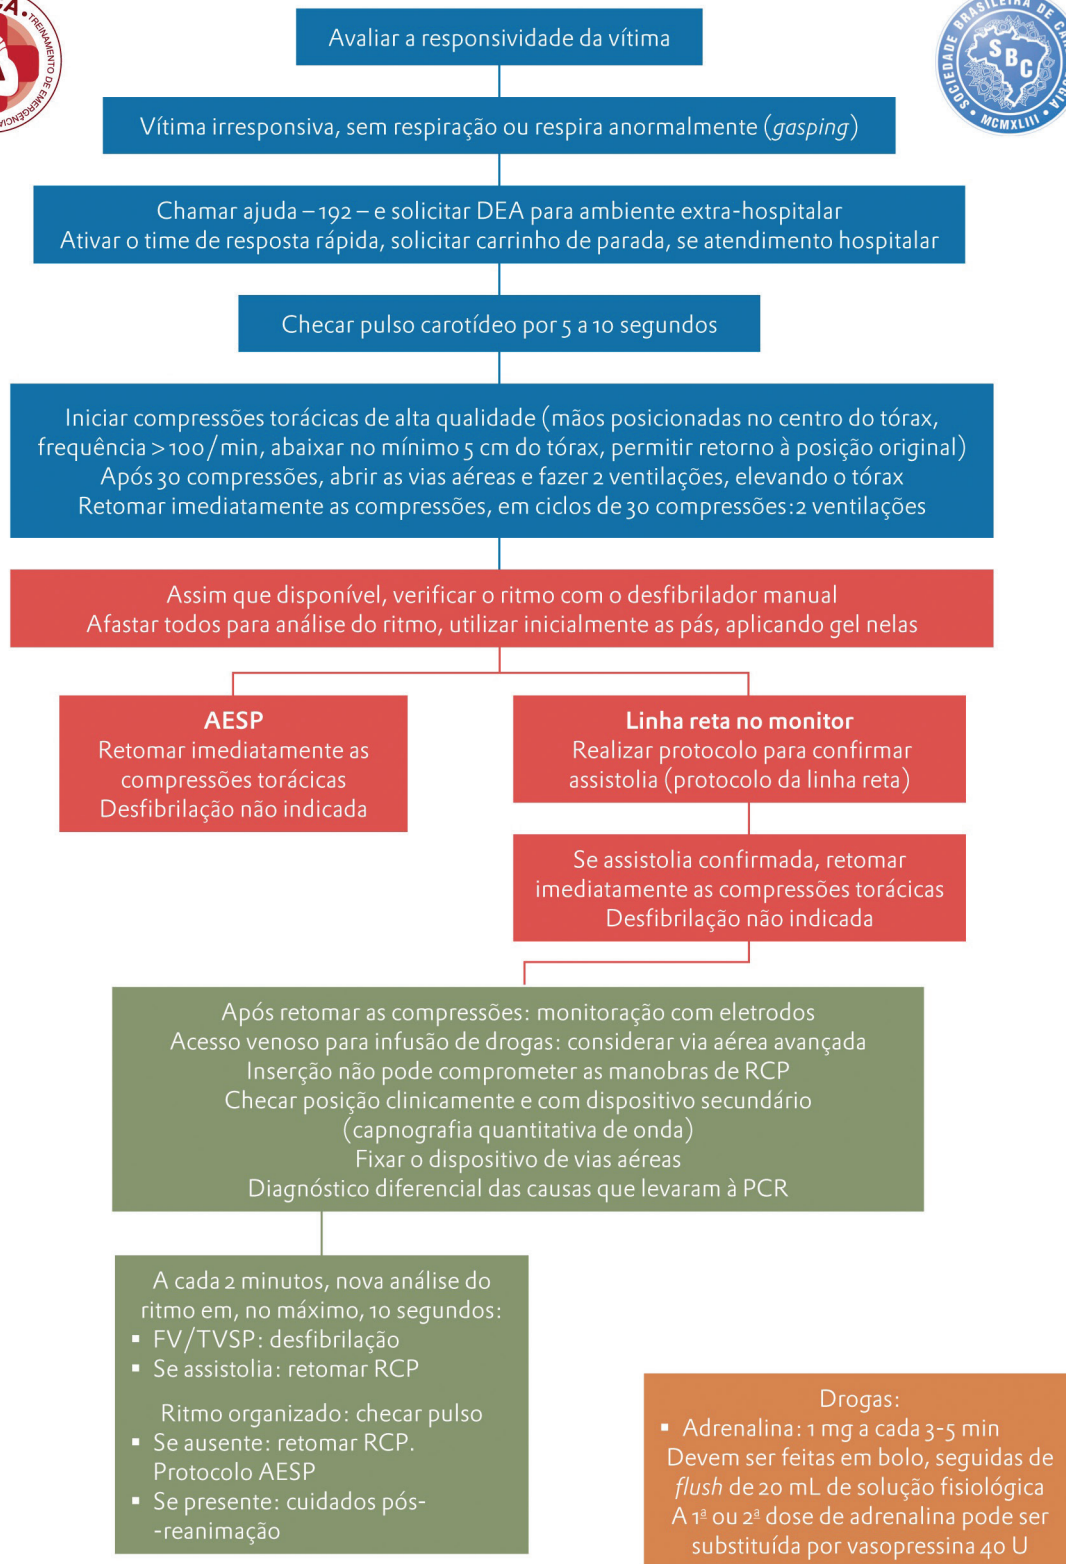 CA • TREINAMENTO DE EMERGÊNCIA
SOCIEDADE BRASILEIRA DE
SBC
MCMXLIII
Avaliar a responsividade da vítima
Vítima irresponsiva, sem respiração ou respira anormalmente (gasping)
Chamar ajuda – 192 – e solicitar DEA para ambiente extra-hospitalar
Ativar o time de resposta rápida, solicitar carrinho de parada, se atendimento hospitalar
Checar pulso carotídeo por 5 a 10 segundos
Iniciar compressões torácicas de alta qualidade (mãos posicionadas no centro do tórax,
frequência > 100/min, abaixar no mínimo 5 cm do tórax, permitir retorno à posição original)
Após 30 compressões, abrir as vias aéreas e fazer 2 ventilações, elevando o tórax
Retomar imediatamente as compressões, em ciclos de 30 compressões:2 ventilações
Assim que disponível, verificar o ritmo com o desfibrilador manual
Afastar todos para análise do ritmo, utilizar inicialmente as pás, aplicando gel nelas
AESP
Retomar imediatamente as
compressões torácicas
Desfibrilação não indicada
Linha reta no monitor
Realizar protocolo para confirmar
assistolia (protocolo da linha reta)
Se assistolia confirmada, retomar
imediatamente as compressões torácicas
Desfibrilação não indicada
Após retomar as compressões: monitoração com eletrodos
Acesso venoso para infusão de drogas: considerar via aérea avançada
Inserção não pode comprometer as manobras de RCP
Checar posição clinicamente e com dispositivo secundário
(capnografia quantitativa de onda)
Fixar o dispositivo de vias aéreas
Diagnóstico diferencial das causas que levaram à PCR
A cada 2 minutos, nova análise do
ritmo em, no máximo, 10 segundos:
▪ FV/TVSP: desfibrilação
▪ Se assistolia: retomar RCP
Ritmo organizado: checar pulso
▪ Se ausente: retomar RCP.
Protocolo AESP
▪ Se presente: cuidados pós-
-reanimação
Drogas:
▪ Adrenalina: 1 mg a cada 3-5 min
Devem ser feitas em bolo, seguidas de
flush de 20 mL de solução fisiológica
A 1ª ou 2ª dose de adrenalina pode ser
substituída por vasopressina 40 U